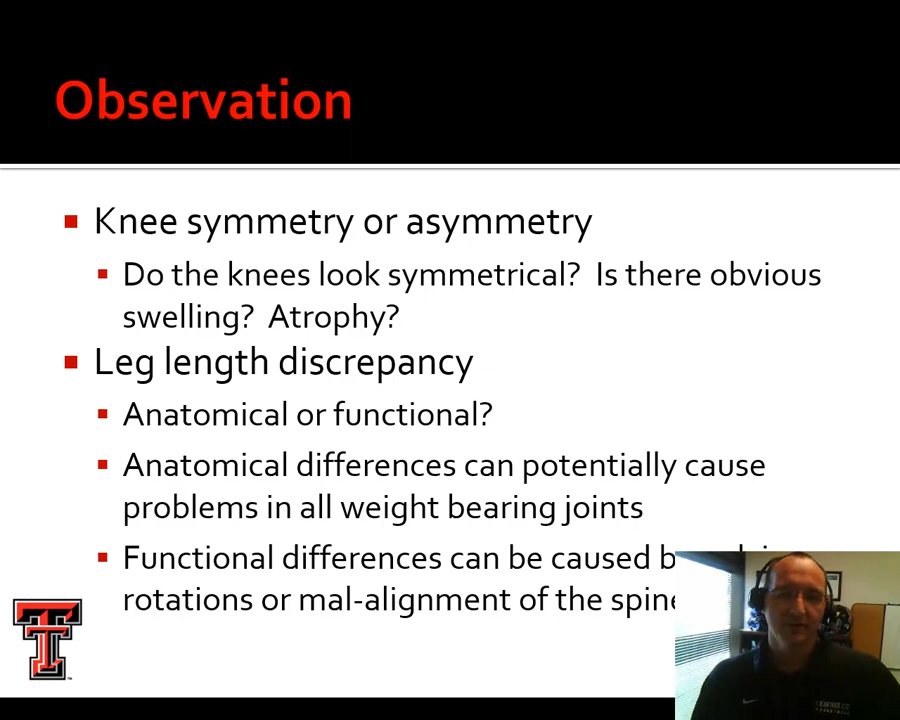 Observation
Knee symmetry or asymmetry
Do the knees look symmetrical? Is there obvious
swelling? Atrophy?
Leg length discrepancy
Anatomical or functional?
Anatomical differences can potentially cause
problems in all weight bearing joints
Functional differences can be caused
rotations or mal-alignment of the spine